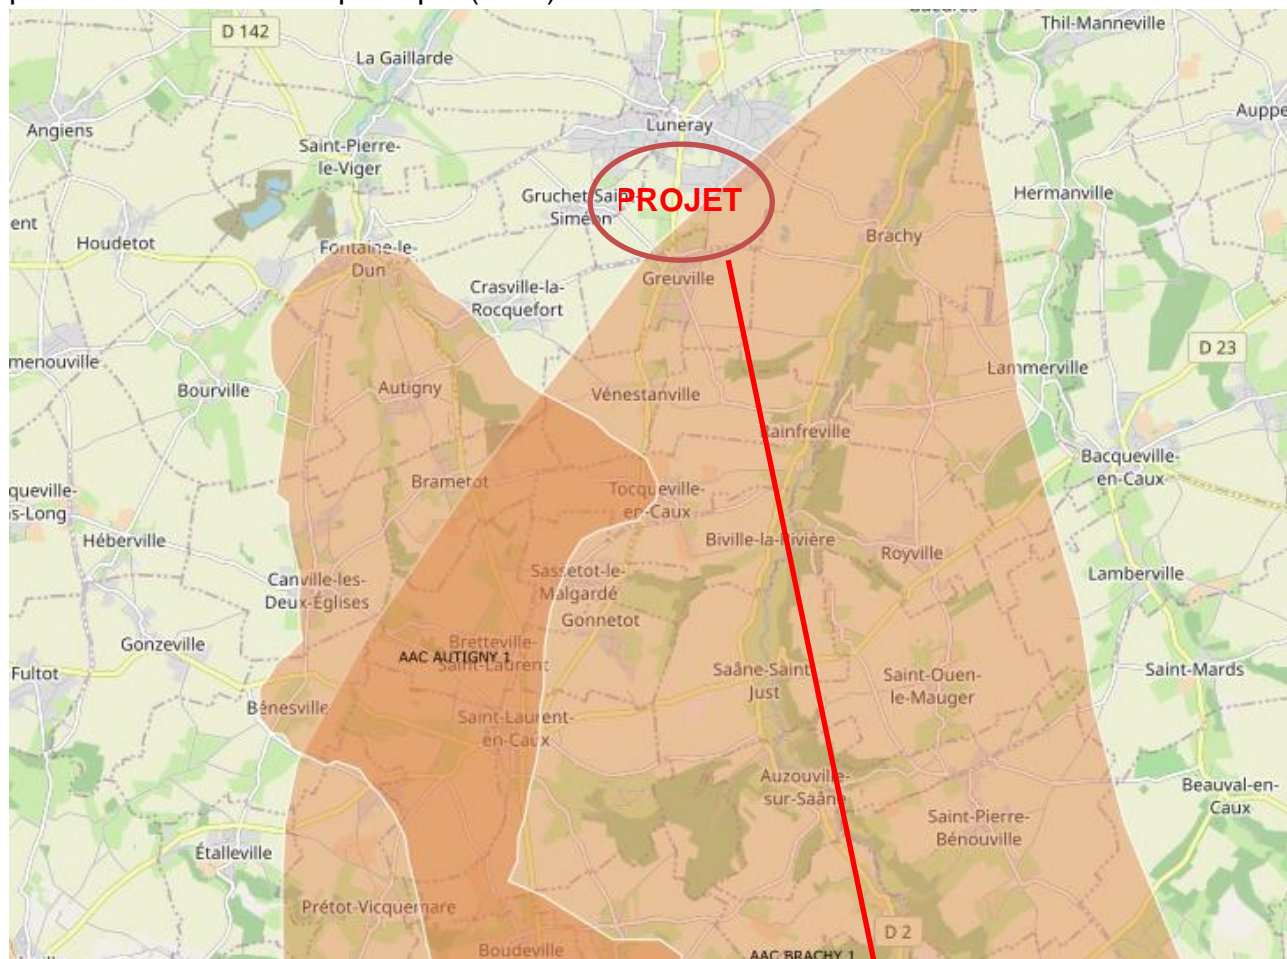 Thil-Manneville
D 142
La Gaillarde
Luneray
Angiens
Auppe
Saint-Pierre-
le-Viger
PROJET
Gruchet-Saint-
Siméon
Hermanville
ent
Houdetot
Brachy
Fontaine-le-
Dun
Greuville
Crasville-la-
Rocquefort
D 23
menouville
Lammerville
Bourville
Autigny
Vénestanville
Rainfreville
Bacqueville-
en-Caux
Brametot
Tocqueville-
en-Caux
queville-
s-Long
Héberville
Biville-la-Rivière
Royville
Canville-les-
Deux-Églises
Sassetot-le-
Malgardé
Lamberville
Gonnetot
Gonzeville
Bretteville-
Saint-Laurent
AAC AUTIGNY 1
Fultot
Saâne-Saint-
Just
Saint-Ouen-
le-Mauger
Saint-Mards
Bénesville
Saint-Laurent-
en-Caux
Auzouville-
sur-Saâne
Beauval-en-
Caux
Saint-Pierre-
Bénouville
Étalleville
Prétot-Vicquemare
D 2
Boudeville
AAC BRACHY 1